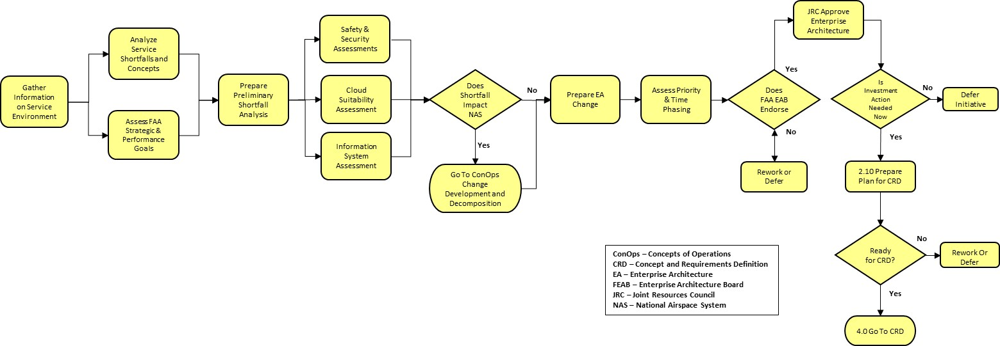 Gather
Information
on Service
Environment
Analyze
Service
Shortfalls and
Concepts
Assess FAA
Strategic &
Performance
Goals
Prepare
Preliminary
Shortfall
Analysis
Safety &
Security
Assessments
Cloud
Suitability
Assessment
Information
System
Assessment
Does
Shortfall
Impact
NAS
No
Yes
Go To ConOps
Change
Development and
Decomposition
Prepare EA
Change
Assess Priority
& Time
Phasing
Does
FAA EAB
Endorse
Yes
No
Rework or
Defer
JRC Approve
Enterprise
Architecture
Is
Investment
Action
Needed
Now
No
Defer
Initiative
Yes
2.10 Prepare
Plan for CRD
Ready
for CRD?
No
Rework Or
Defer
Yes
4.0 Go To CRD
ConOps – Concepts of Operations
CRD – Concept and Requirements Definition
EA – Enterprise Architecture
FEAB – Enterprise Architecture Board
JRC – Joint Resources Council
NAS – National Airspace System